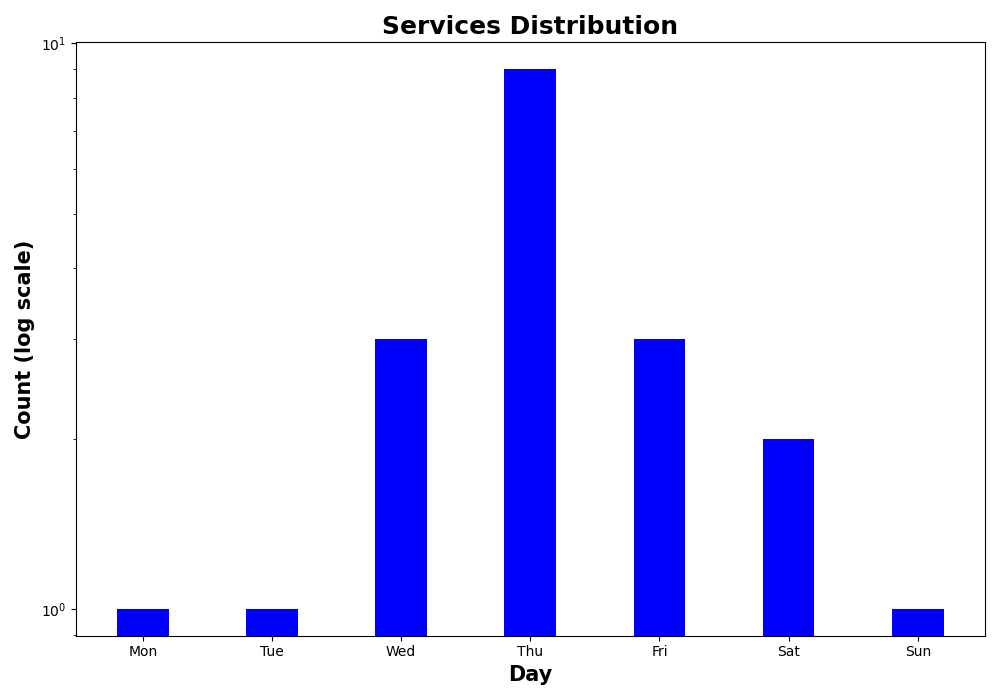 Services Distribution
10¹
Count (log scale)
10⁰
Mon Tue Wed Thu Fri Sat Sun
Day